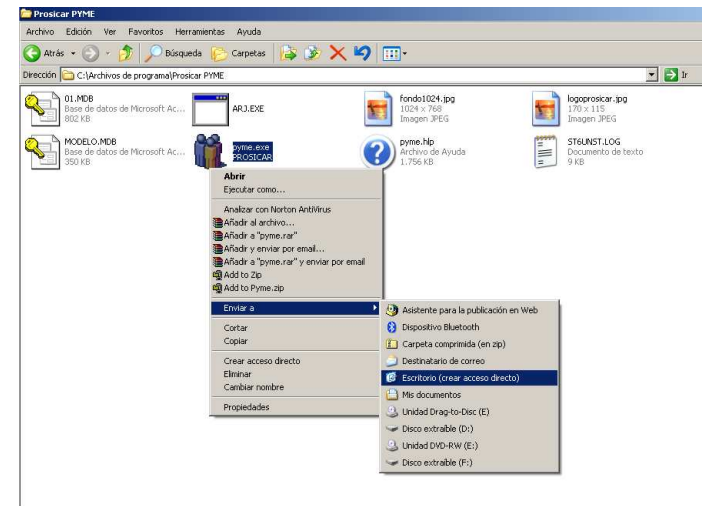 Prosicar PYME
Archivo Edición Ver Favoritos Herramientas Ayuda
Atrás Búsqueda Carpetas
Dirección C:\Archivos de programa\Prosicar PYME Ir
01.MDB
Base de datos de Microsoft Ac...
802 KB
ARJ.EXE
fondo1024.jpg
1024 x 768
Imagen JPEG
logoprosicar.jpg
170 x 115
Imagen JPEG
MODELO.MDB
Base de datos de Microsoft Ac...
350 KB
pyme.exe
PROSICAR
pyme.hlp
Archivo de Ayuda
1.756 KB
ST6UNST.LOG
Documento de texto
9 KB
Abrir
Ejecutar como...
Analizar con Norton AntiVirus
Añadir al archivo...
Añadir a "pyme.rar"
Añadir y enviar por email...
Añadir a "pyme.rar" y enviar por email
Add to Zip
Add to Pyme.zip
Enviar a
Cortar
Copiar
Crear acceso directo
Eliminar
Cambiar nombre
Propiedades
Asistente para la publicación en Web
Dispositivo Bluetooth
Carpeta comprimida (en zip)
Destinatario de correo
Escritorio (crear acceso directo)
Mis documentos
Unidad Drag-to-Disc (E)
Disco extraíble (D:)
Unidad DVD-RW (E:)
Disco extraíble (F:)